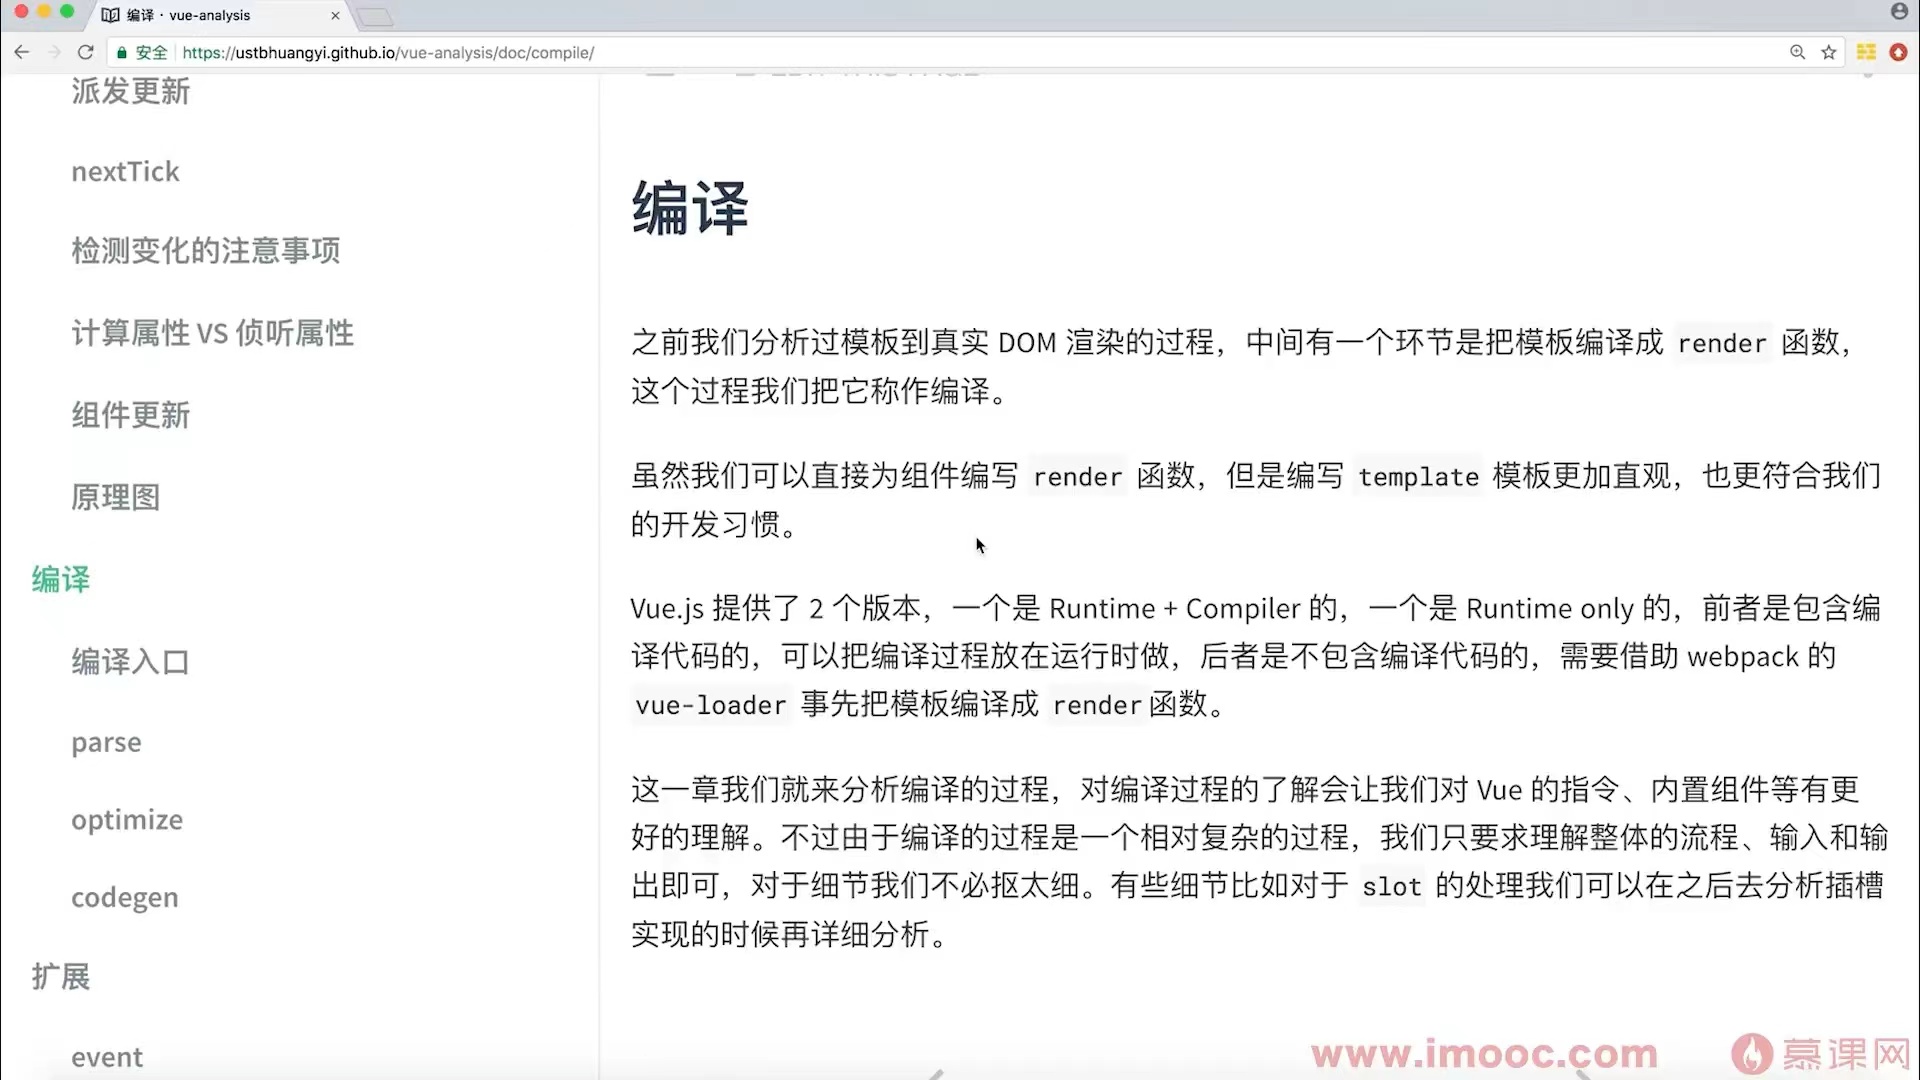 编译 · vue-analysis
安全 https://ustbhuangyi.github.io/vue-analysis/doc/compile/
派发更新
nextTick
检测变化的注意事项
计算属性 VS 侦听属性
组件更新
原理图
编译
编译入口
parse
optimize
codegen
扩展
event
编译
之前我们分析过模板到真实 DOM 渲染的过程，中间有一个环节是把模板编译成 render 函数，
这个过程我们把它称作编译。
虽然我们可以直接为组件编写 render 函数，但是编写 template 模板更加直观，也更符合我们
的开发习惯。
Vue.js 提供了 2 个版本，一个是 Runtime + Compiler 的，一个是 Runtime only 的，前者是包含编
译代码的，可以把编译过程放在运行时做，后者是不包含编译代码的，需要借助 webpack 的
vue-loader 事先把模板编译成 render函数。
这一章我们就来分析编译的过程，对编译过程的了解会让我们对 Vue 的指令、内置组件等有更
好的理解。不过由于编译的过程是一个相对复杂的过程，我们只要求理解整体的流程、输入和输
出即可，对于细节我们不必抠太细。有些细节比如对于 slot 的处理我们可以在之后去分析插槽
实现的时候再详细分析。
www.imooc.com 慕课网